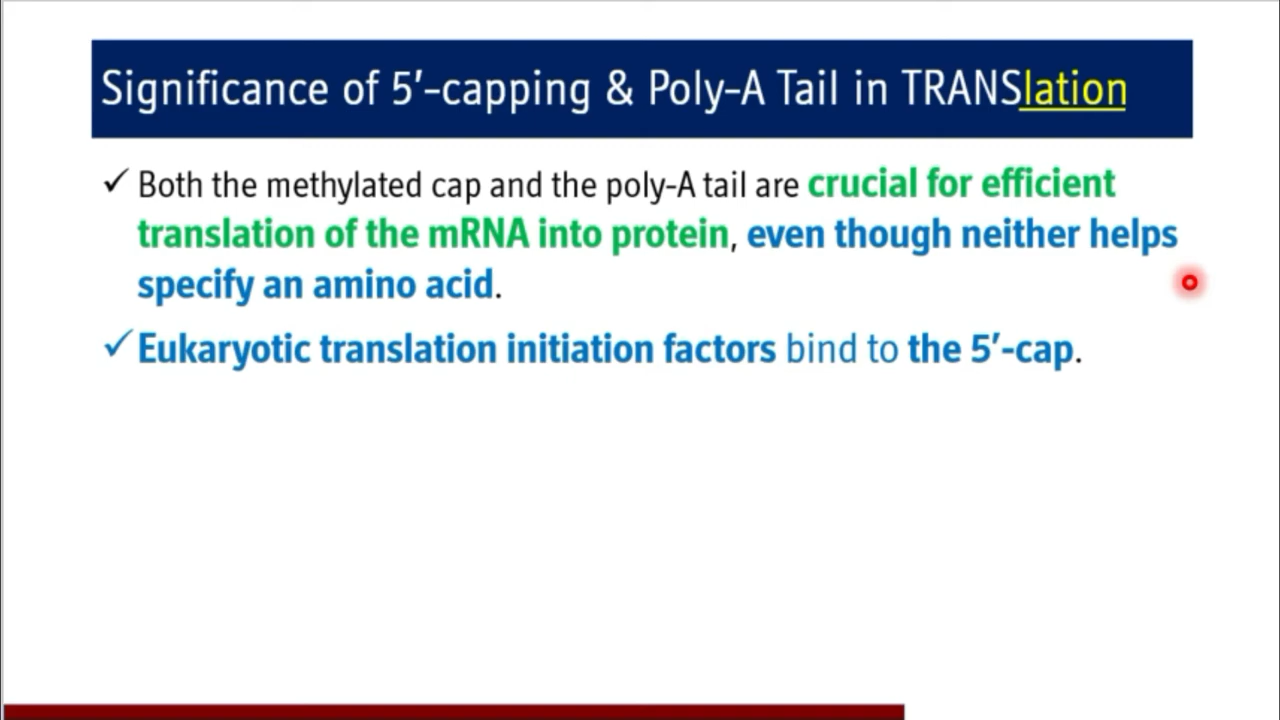 Significance of 5′-capping & Poly-A Tail in TRANSlation
✓ Both the methylated cap and the poly-A tail are crucial for efficient
translation of the mRNA into protein, even though neither helps
specify an amino acid.
✓ Eukaryotic translation initiation factors bind to the 5′-cap.